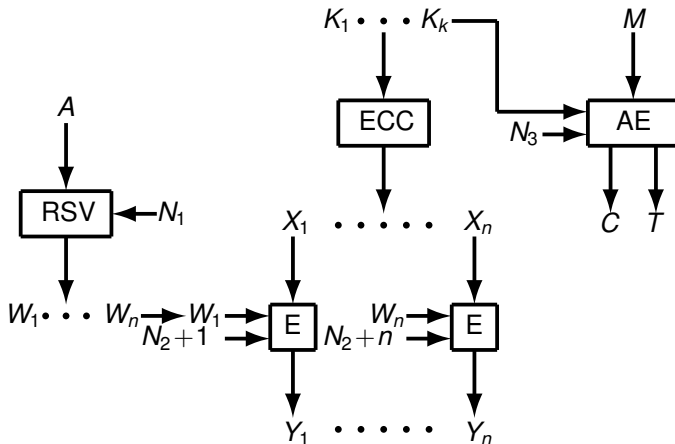 K₁ · · · Kₖ M
A
ECC
N₃ AE
RSV N₁
X₁ · · · · · Xₙ C T
W₁ · · · Wₙ W₁ E Wₙ E
N₂+1 N₂+n
Y₁ · · · · · Yₙ